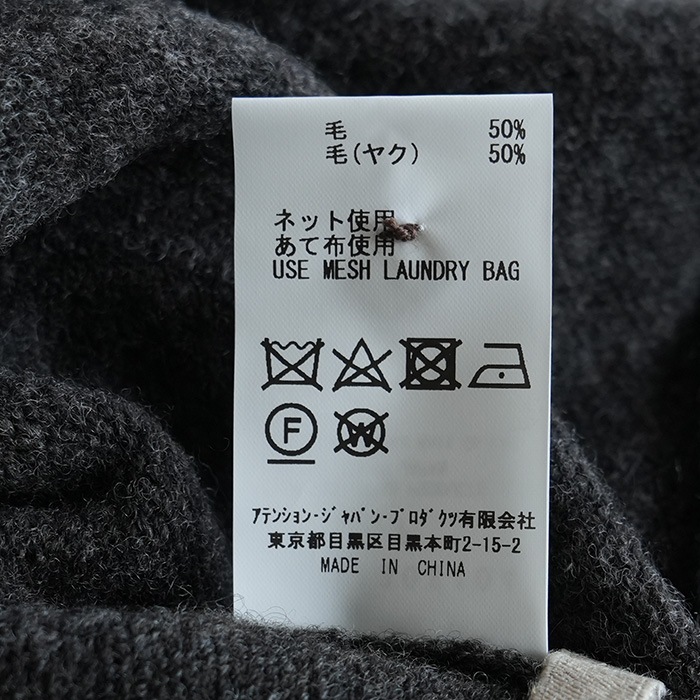 毛 50%
毛(ヤク) 50%
ネット使用
あて布使用
USE MESH LAUNDRY BAG
F W
ｱﾃﾝｼｮﾝ-ｼﾞｬﾊﾟﾝ-ﾌﾟﾛﾀﾞｸﾂ有限会社
東京都目黒区目黒本町2-15-2
MADE IN CHINA